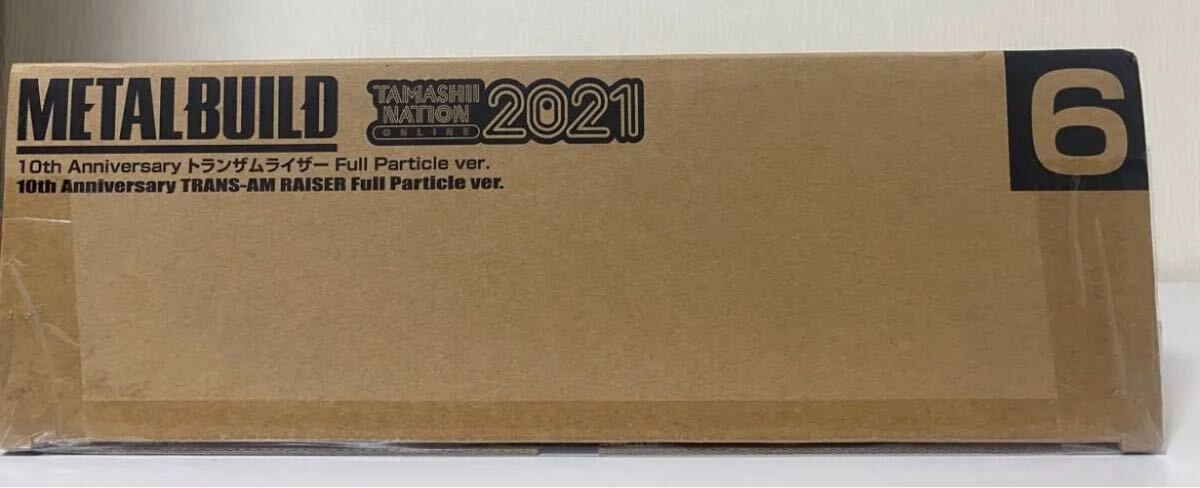 METAL BUILD
TAMASHII NATION ONLINE 2021
6
10th Anniversary トランザムライザー Full Particle ver.
10th Anniversary TRANS-AM RAISER Full Particle ver.